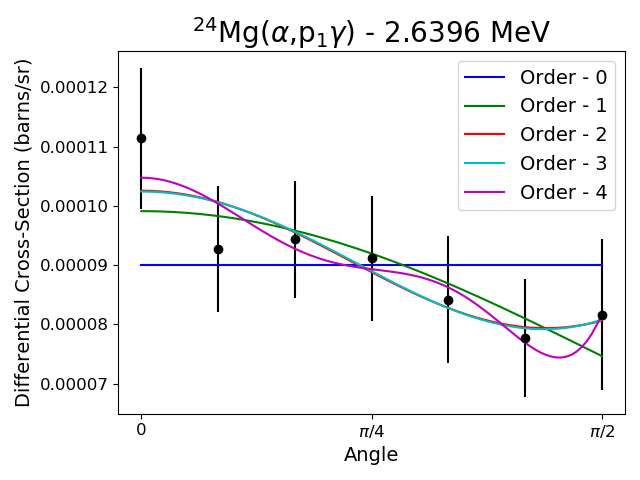 ²⁴Mg(α,p₁γ) - 2.6396 MeV
Differential Cross-Section (barns/sr)
0.00012
0.00011
0.00010
0.00009
0.00008
0.00007
Order - 0
Order - 1
Order - 2
Order - 3
Order - 4
0
π/4
π/2
Angle